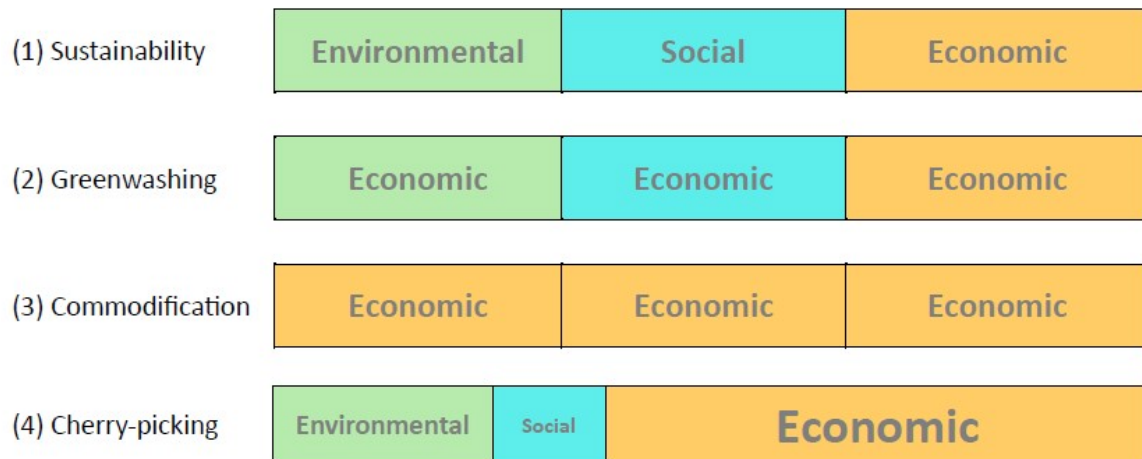 (1) Sustainability Environmental Social Economic
(2) Greenwashing Economic Economic Economic
(3) Commodification Economic Economic Economic
(4) Cherry-picking Environmental Social Economic